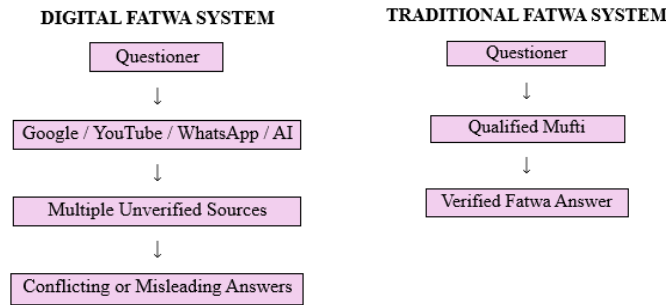 DIGITAL FATWA SYSTEM
Questioner
↓
Google / YouTube / WhatsApp / AI
↓
Multiple Unverified Sources
↓
Conflicting or Misleading Answers
TRADITIONAL FATWA SYSTEM
Questioner
↓
Qualified Mufti
↓
Verified Fatwa Answer